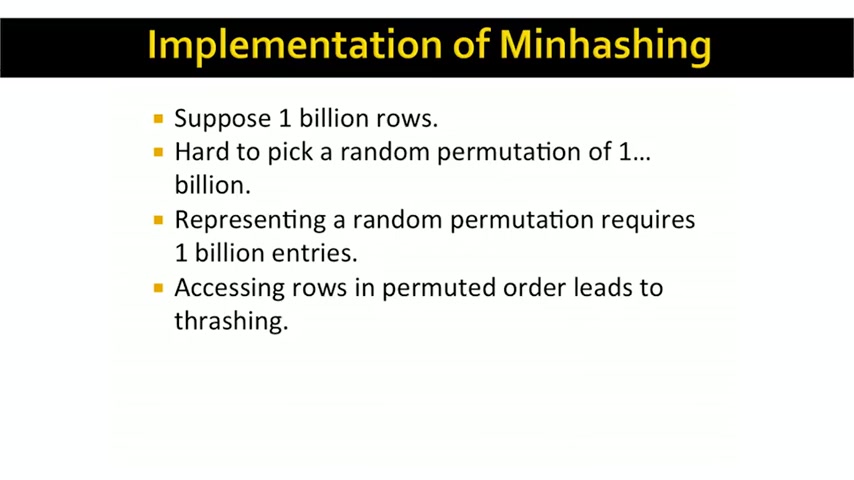 Implementation of Minhashing
Suppose 1 billion rows.
Hard to pick a random permutation of 1…
billion.
Representing a random permutation requires
1 billion entries.
Accessing rows in permuted order leads to
thrashing.